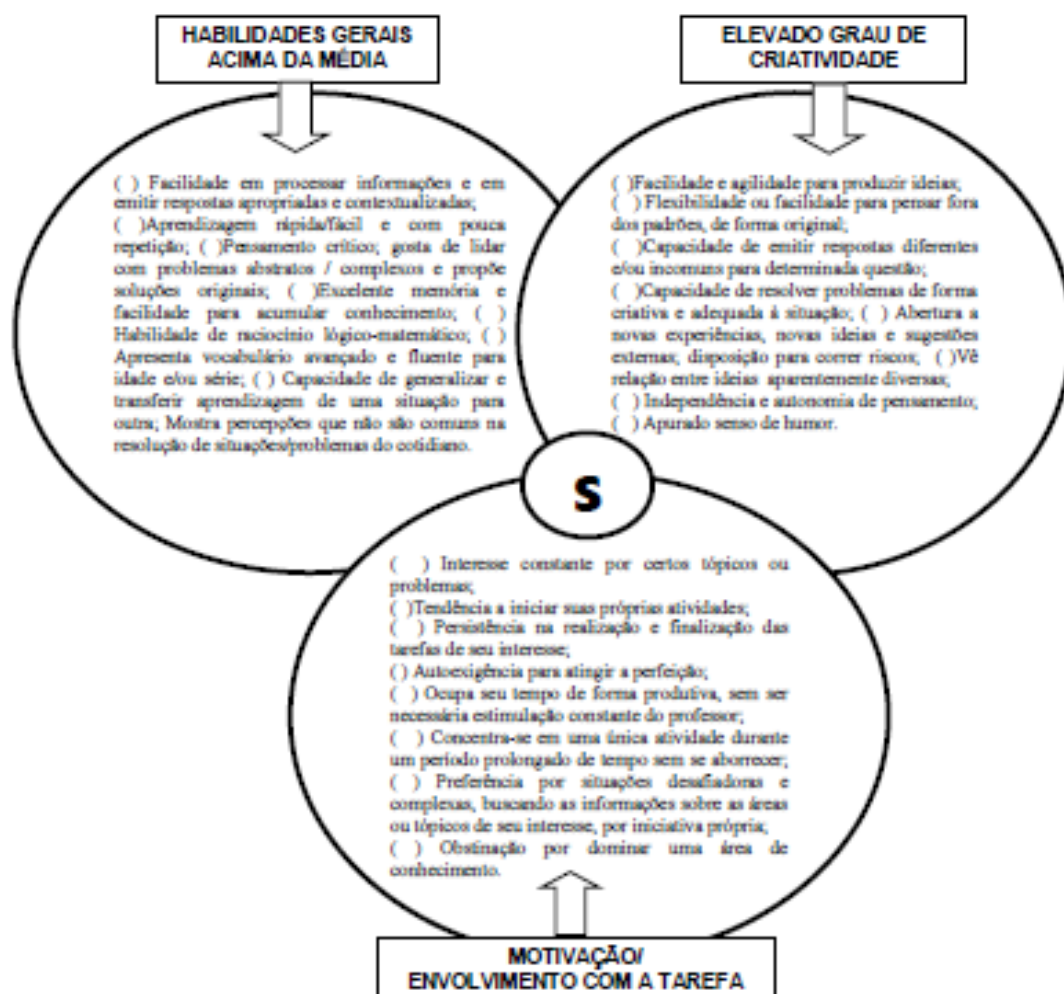 HABILIDADES GERAIS
ACIMA DA MÉDIA
ELEVADO GRAU DE
CRIATIVIDADE
( ) Facilidade em processar informações e em
emitir respostas apropriadas e contextualizadas;
( )Aprendizagem rápida/fácil e com pouca
repetição; ( )Pensamento crítico; gosta de lidar
com problemas abstratos / complexos e propõe
soluções originais; ( )Excelente memória e
facilidade para acumular conhecimento; ( )
Habilidade de raciocínio lógico-matemático; ( )
Apresenta vocabulário avançado e fluente para
idade e/ou série; ( ) Capacidade de generalizar e
transferir aprendizagem de uma situação para
outra; Mostra percepções que não são comuns na
resolução de situações/problemas do cotidiano.
( )Facilidade e agilidade para produzir ideias;
( ) Flexibilidade ou facilidade para pensar fora
dos padrões, de forma original;
( )Capacidade de emitir respostas diferentes
e/ou incomuns para determinada questão;
( )Capacidade de resolver problemas de forma
criativa e adequada à situação; ( ) Abertura a
novas experiências, novas ideias e sugestões
externas; disposição para correr riscos; ( )Vê
relação entre ideias aparentemente diversas;
( ) Independência e autonomia de pensamento;
( ) Apurado senso de humor.
S
( ) Interesse constante por certos tópicos ou
problemas;
( )Tendência a iniciar suas próprias atividades;
( ) Persistência na realização e finalização das
tarefas de seu interesse;
( ) Autoexigência para atingir a perfeição;
( ) Ocupa seu tempo de forma produtiva, sem ser
necessária estimulação constante do professor;
( ) Concentra-se em uma única atividade durante
um período prolongado de tempo sem se aborrecer;
( ) Preferência por situações desafiadoras e
complexas, buscando as informações sobre as áreas
ou tópicos de seu interesse, por iniciativa própria;
( ) Obstinação por dominar uma área de
conhecimento.
MOTIVAÇÃO/
ENVOLVIMENTO COM A TAREFA